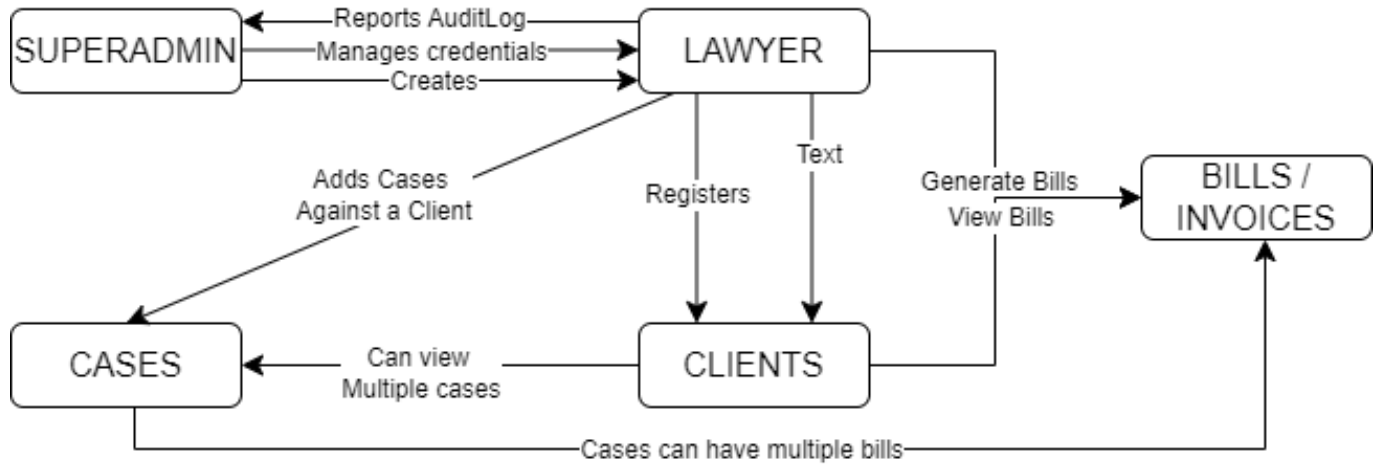 Reports AuditLog
SUPERADMIN
Manages credentials
LAWYER
Creates
Adds Cases
Against a Client
Registers
Text
Generate Bills
View Bills
BILLS /
INVOICES
CASES
Can view
Multiple cases
CLIENTS
Cases can have multiple bills